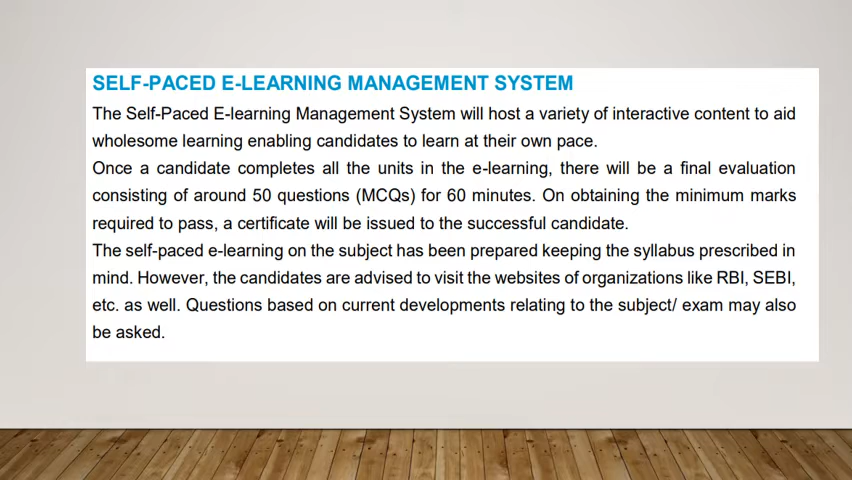 SELF-PACED E-LEARNING MANAGEMENT SYSTEM
The Self-Paced E-learning Management System will host a variety of interactive content to aid
wholesome learning enabling candidates to learn at their own pace.
Once a candidate completes all the units in the e-learning, there will be a final evaluation
consisting of around 50 questions (MCQs) for 60 minutes. On obtaining the minimum marks
required to pass, a certificate will be issued to the successful candidate.
The self-paced e-learning on the subject has been prepared keeping the syllabus prescribed in
mind. However, the candidates are advised to visit the websites of organizations like RBI, SEBI,
etc. as well. Questions based on current developments relating to the subject/ exam may also
be asked.